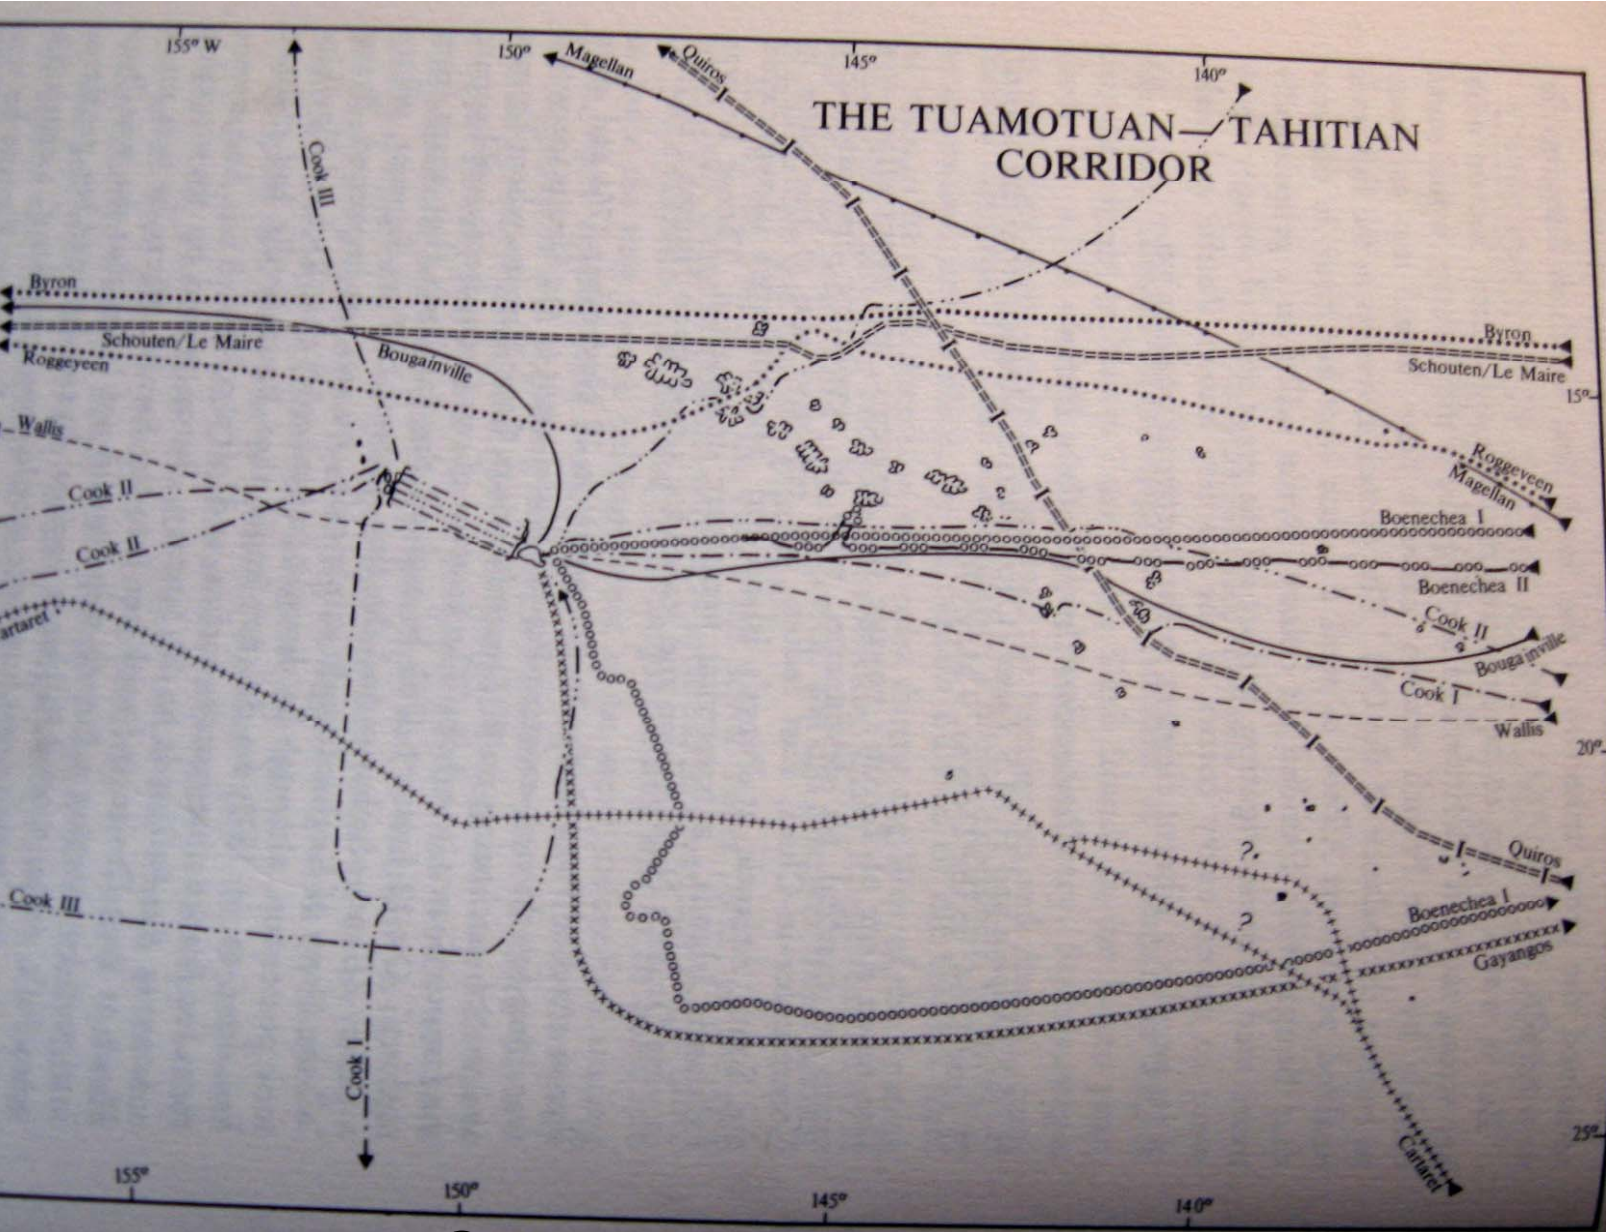 155° W
150°
145°
140°
Magellan
Quiros
THE TUAMOTUAN—TAHITIAN
CORRIDOR
Cook III
Byron
Schouten/Le Maire
Roggeyeen
Bougainville
Byron
Schouten/Le Maire
15°
Wallis
Cook II
Cook II
Roggeveen
Magellan
Boenechea I
Boenechea II
Cook II
Bougainville
Cook I
Wallis
20°
artaret
?
Quiros
Cook III
?
Boenechea I
Gayangos
Cook I
25°
Cartaret
155°
150°
145°
140°